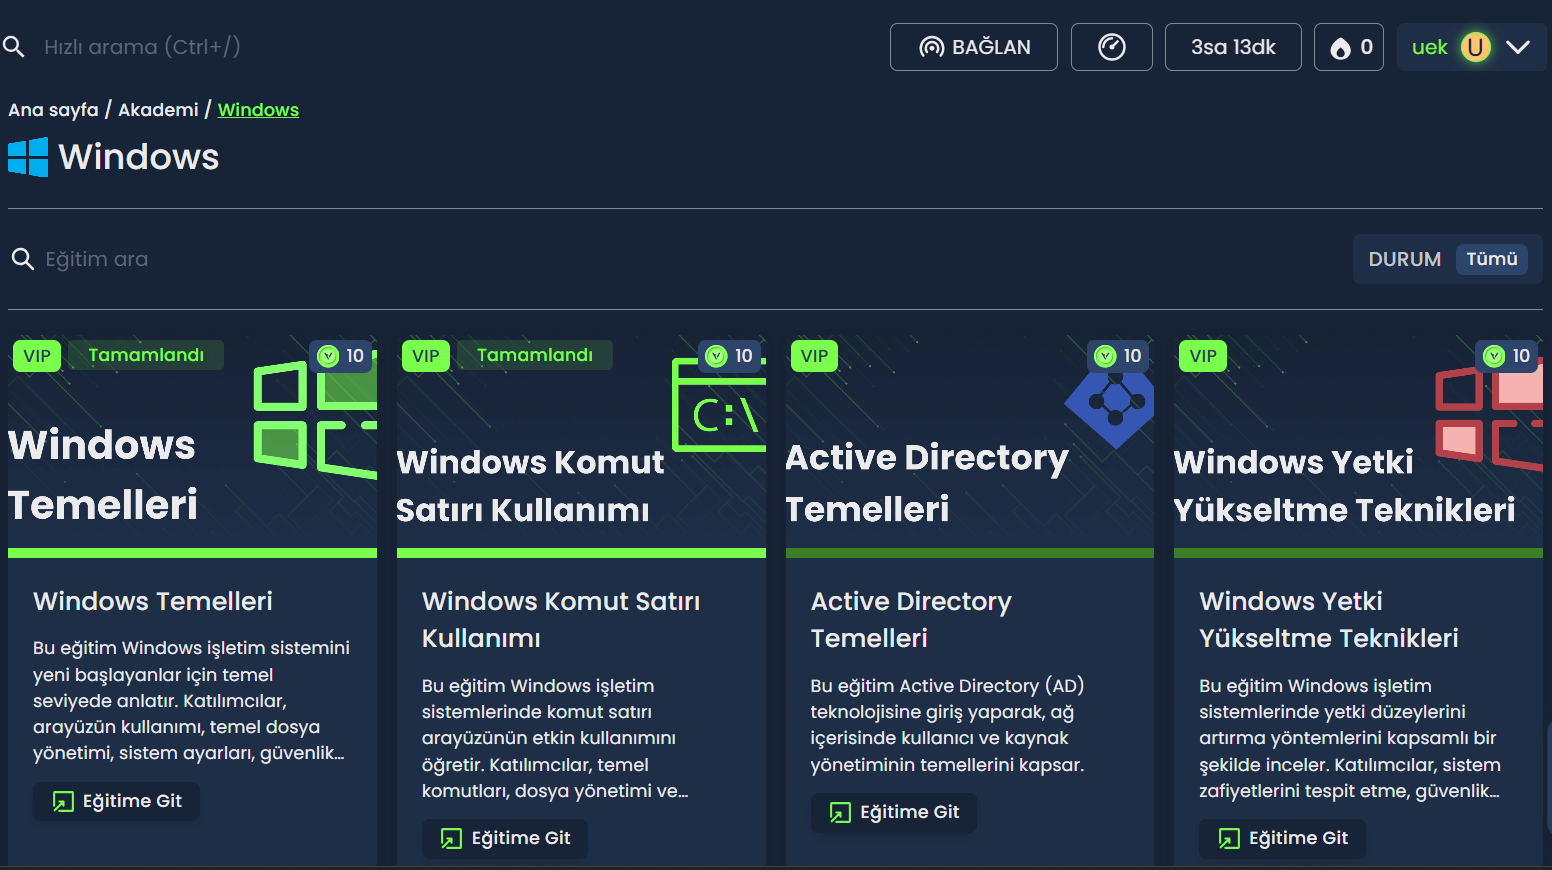 Hızlı arama (Ctrl+/)
BAĞLAN
3sa 13dk
0
uek
U
Ana sayfa / Akademi / Windows
Windows
Eğitim ara
DURUM
Tümü
VIP
Tamamlandı
10
Windows
Temelleri
Windows Temelleri
Bu eğitim Windows işletim sistemini
yeni başlayanlar için temel
seviyede anlatır. Katılımcılar,
arayüzün kullanımı, temel dosya
yönetimi, sistem ayarları, güvenlik...
Eğitime Git
VIP
Tamamlandı
10
C:\
Windows Komut
Satırı Kullanımı
Windows Komut Satırı
Kullanımı
Bu eğitim Windows işletim
sistemlerinde komut satırı
arayüzünün etkin kullanımını
öğretir. Katılımcılar, temel
komutları, dosya yönetimi ve...
Eğitime Git
VIP
10
Active Directory
Temelleri
Active Directory
Temelleri
Bu eğitim Active Directory (AD)
teknolojisine giriş yaparak, ağ
içerisinde kullanıcı ve kaynak
yönetiminin temellerini kapsar.
Eğitime Git
VIP
10
Windows Yetki
Yükseltme Teknikleri
Windows Yetki
Yükseltme Teknikleri
Bu eğitim Windows işletim
sistemlerinde yetki düzeylerini
artırma yöntemlerini kapsamlı bir
şekilde inceler. Katılımcılar, sistem
zafiyetlerini tespit etme, güvenlik...
Eğitime Git